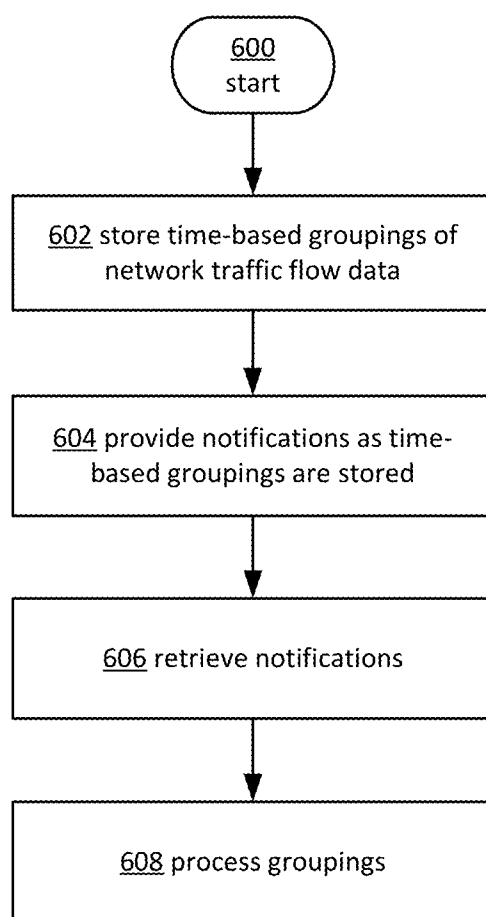 600
start
602 store time-based groupings of
network traffic flow data
604 provide notifications as time-
based groupings are stored
606 retrieve notifications
608 process groupings